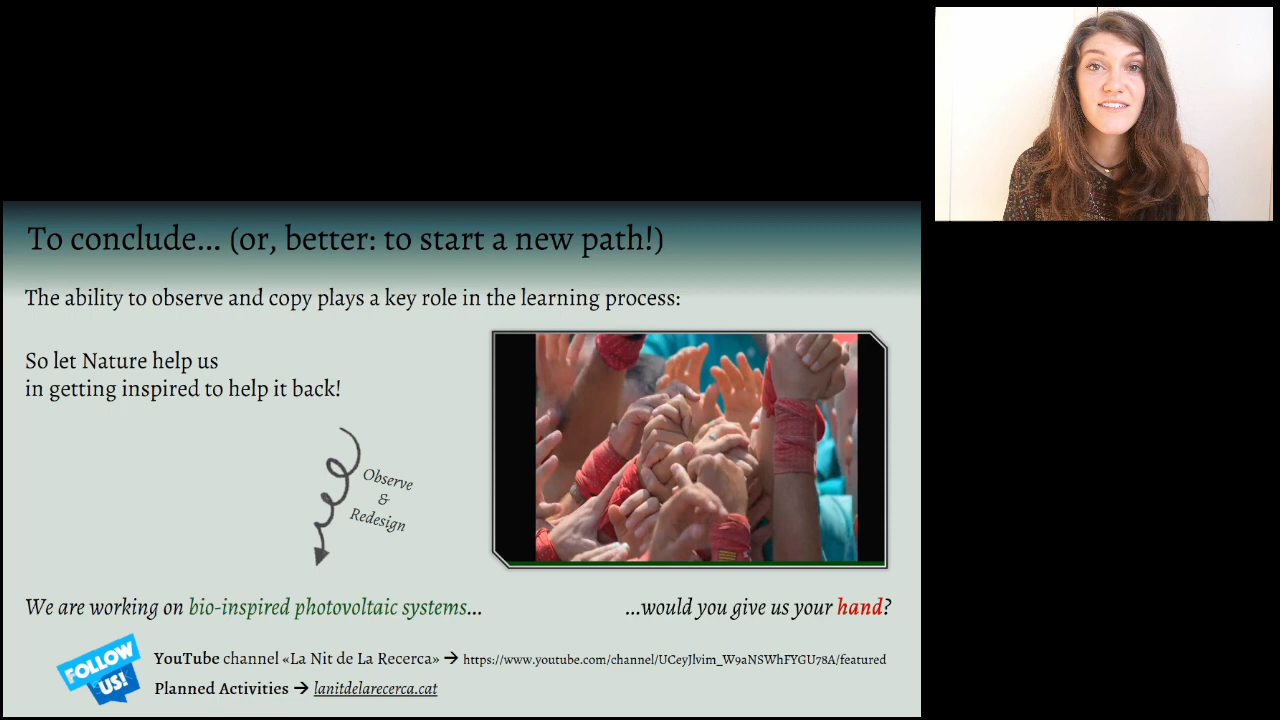 To conclude... (or, better: to start a new path!)
The ability to observe and copy plays a key role in the learning process:
So let Nature help us
in getting inspired to help it back!
Observe
&
Redesign
We are working on bio-inspired photovoltaic systems... ...would you give us your hand?
FOLLOW
US!
YouTube channel «La Nit de La Recerca» → https://www.youtube.com/channel/UCeyJlvim_W9aNSWhFYGU78A/featured
Planned Activities → lanitdelarecerca.cat